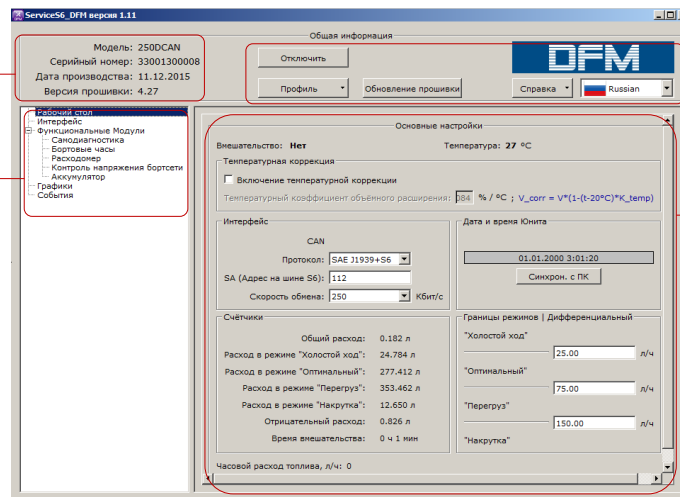 ServiceS6_DFM версия 1.11
Общая информация
Модель: 250DCAN
Серийный номер: 33001300008
Дата производства: 11.12.2015
Версия прошивки: 4.27
Отключить
DFM
Профиль
Обновление прошивки
Справка
Russian
Рабочий стол
Интерфейс
Функциональные Модули
Самодиагностика
Бортовые часы
Расходомер
Контроль напряжения бортсети
Аккумулятор
Графики
События
Основные настройки
Вмешательство: Нет
Температура: 27 °C
Температурная коррекция
Включение температурной коррекции
Температурный коэффициент объёмного расширения: 084 % / °C ; V_corr = V*(1-(t-20°C)*K_temp)
Интерфейс
CAN
Протокол: SAE J1939+S6
SA (Адрес на шине S6): 112
Скорость обмена: 250 Кбит/с
Дата и время Юнита
01.01.2000 3:01:20
Синхрон. с ПК
Счётчики
Общий расход: 0.182 л
Расход в режиме "Холостой ход": 24.784 л
Расход в режиме "Оптинальный": 277.412 л
Расход в режиме "Перегруз": 353.462 л
Расход в режиме "Накрутка": 12.650 л
Отрицательный расход: 0.826 л
Время вмешательства: 0 ч 1 мин
Границы режинов | Дифференциальный
"Холостой ход"
25.00 л/ч
"Оптинальный"
75.00 л/ч
"Перегруз"
150.00 л/ч
"Накрутка"
Часовой расход топлива, л/ч: 0